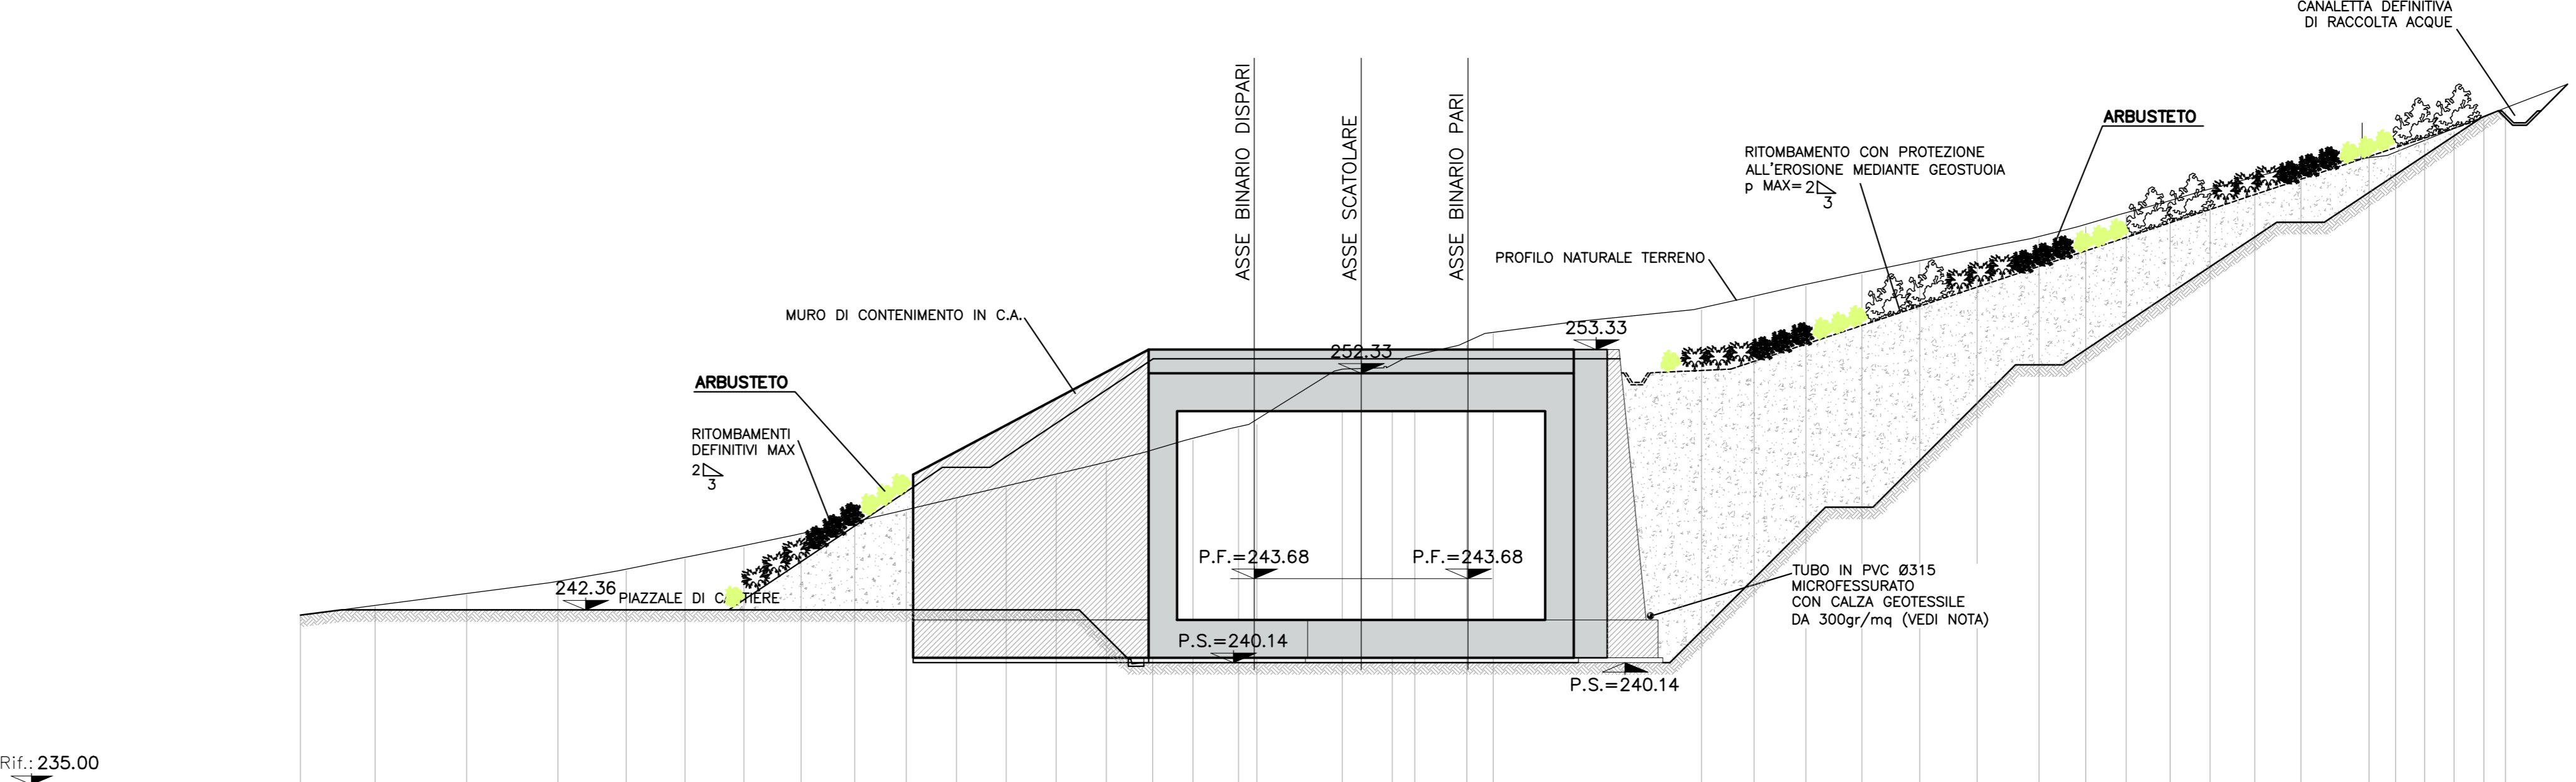 CANALETTA DEFINITIVA
DI RACCOLTA ACQUE
ASSE BINARIO DISPARI
ASSE SCATOLARE
ASSE BINARIO PARI
ARBUSTETO
RITOMBAMENTO CON PROTEZIONE
ALL'EROSIONE MEDIANTE GEOSTUOIA
p MAX= 2
3
PROFILO NATURALE TERRENO
MURO DI CONTENIMENTO IN C.A.
253.33
252.33
ARBUSTETO
RITOMBAMENTI
DEFINITIVI MAX
2
3
P.F.=243.68
P.F.=243.68
242.36
PIAZZALE DI CANTIERE
TUBO IN PVC Ø315
MICROFESSURATO
CON CALZA GEOTESSILE
DA 300gr/mq (VEDI NOTA)
P.S.=240.14
P.S.=240.14
Rif.: 235.00